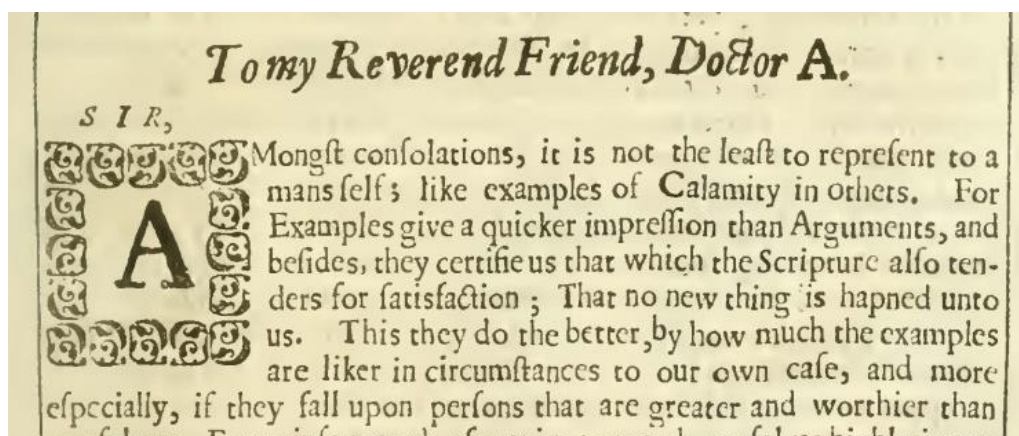 To my Reverend Friend, Doctor A.
SIR,
AMongſt conſolations, it is not the leaſt to repreſent to a
mans ſelf; like examples of Calamity in others. For
Examples give a quicker impreſſion than Arguments, and
beſides, they certifie us that which the Scripture alſo ten-
ders for ſatisfaction; That no new thing is hapned unto
us. This they do the better, by how much the examples
are liker in circumſtances to our own caſe, and more
eſpecially, if they fall upon perſons that are greater and worthier than